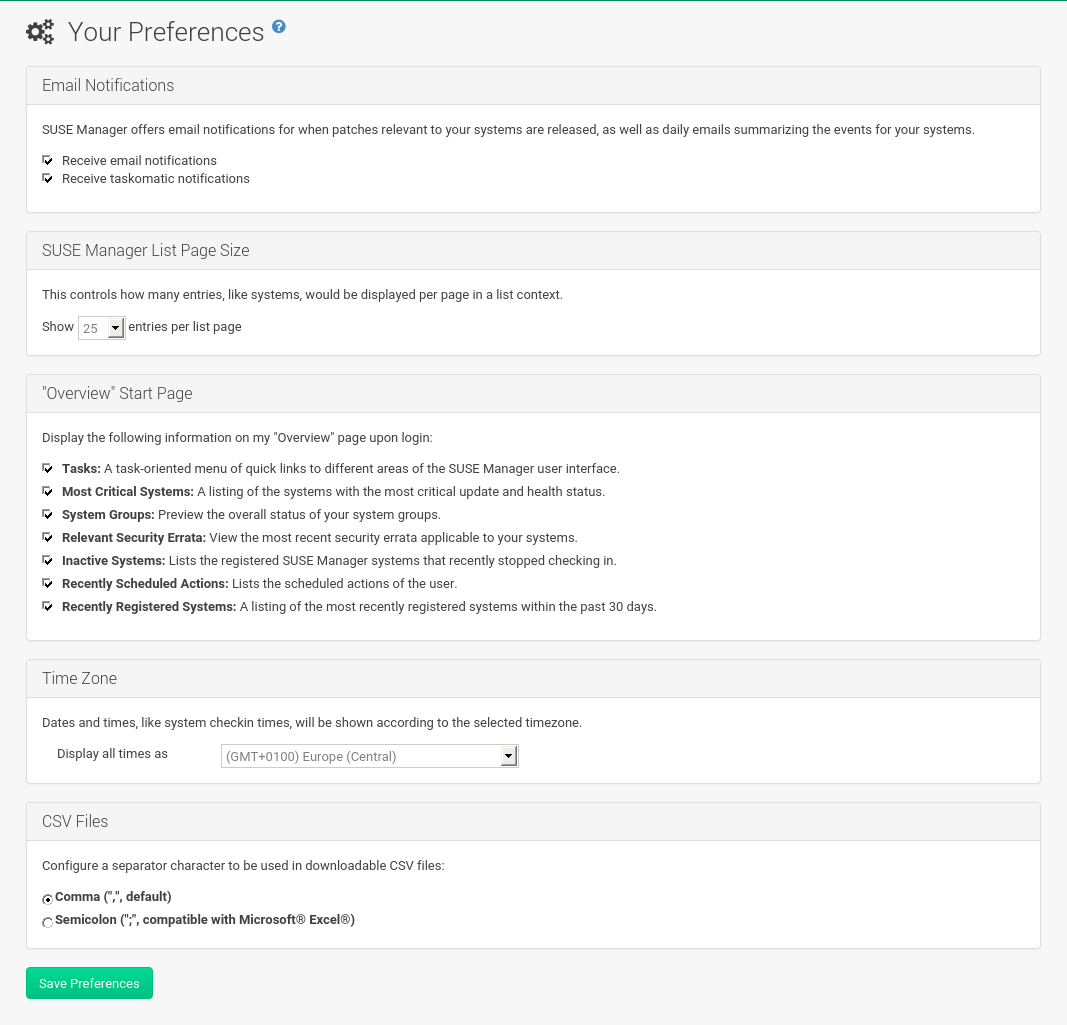 Your Preferences ?
Email Notifications
SUSE Manager offers email notifications for when patches relevant to your systems are released, as well as daily emails summarizing the events for your systems.
Receive email notifications
Receive taskomatic notifications
SUSE Manager List Page Size
This controls how many entries, like systems, would be displayed per page in a list context.
Show 25 entries per list page
"Overview" Start Page
Display the following information on my "Overview" page upon login:
Tasks: A task-oriented menu of quick links to different areas of the SUSE Manager user interface.
Most Critical Systems: A listing of the systems with the most critical update and health status.
System Groups: Preview the overall status of your system groups.
Relevant Security Errata: View the most recent security errata applicable to your systems.
Inactive Systems: Lists the registered SUSE Manager systems that recently stopped checking in.
Recently Scheduled Actions: Lists the scheduled actions of the user.
Recently Registered Systems: A listing of the most recently registered systems within the past 30 days.
Time Zone
Dates and times, like system checkin times, will be shown according to the selected timezone.
Display all times as (GMT+0100) Europe (Central)
CSV Files
Configure a separator character to be used in downloadable CSV files:
Comma (",", default)
Semicolon (";", compatible with Microsoft® Excel®)
Save Preferences